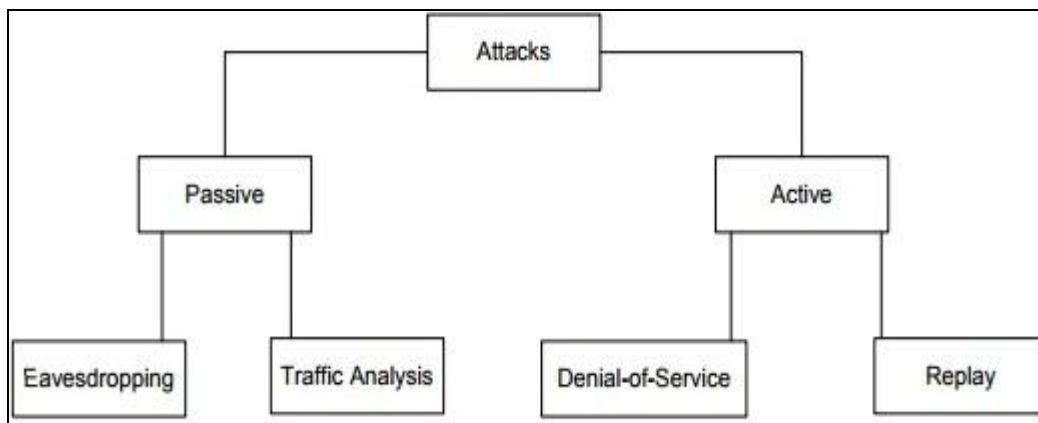 Attacks
Passive
Active
Eavesdropping
Traffic Analysis
Denial-of-Service
Replay